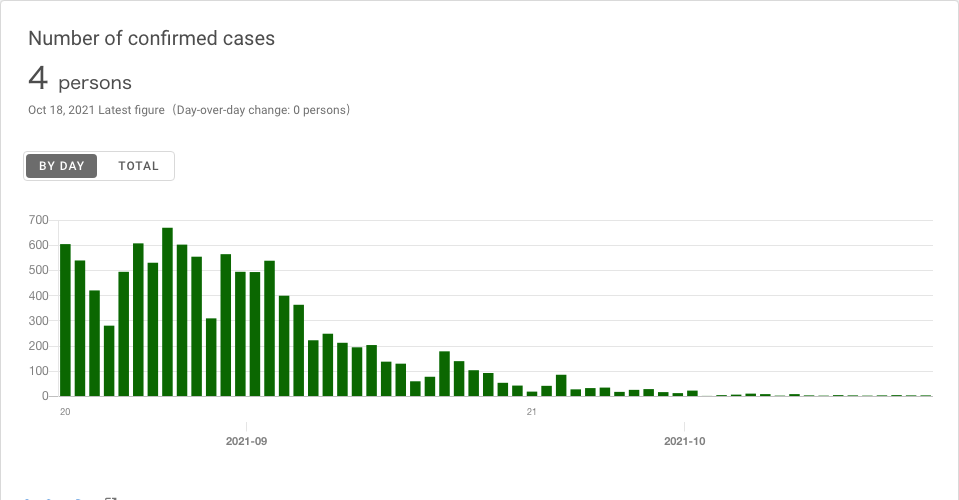 Number of confirmed cases
4 persons
Oct 18, 2021 Latest figure (Day-over-day change: 0 persons)
BY DAY TOTAL
700
600
500
400
300
200
100
0
20 21
2021-09 2021-10